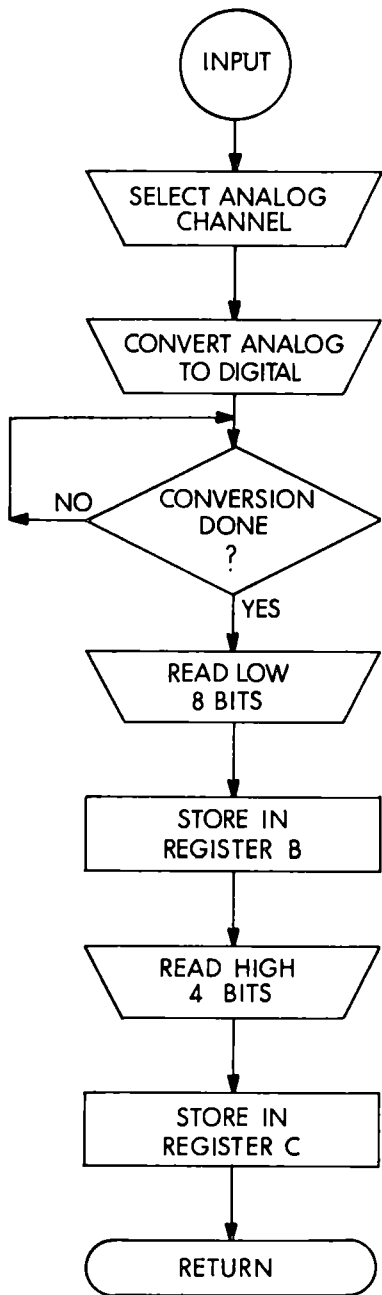 INPUT
SELECT ANALOG
CHANNEL
CONVERT ANALOG
TO DIGITAL
CONVERSION
DONE
?
NO
YES
READ LOW
8 BITS
STORE IN
REGISTER B
READ HIGH
4 BITS
STORE IN
REGISTER C
RETURN